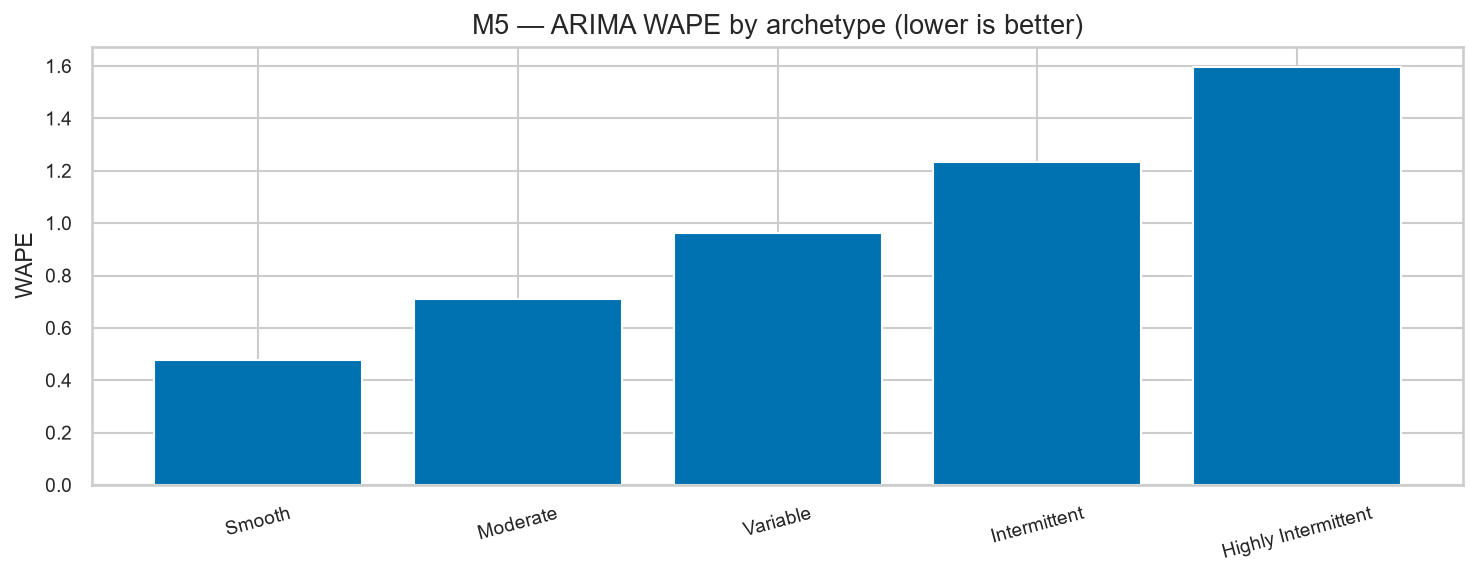 M5 — ARIMA WAPE by archetype (lower is better)
WAPE
1.6
1.4
1.2
1.0
0.8
0.6
0.4
0.2
0.0
Smooth
Moderate
Variable
Intermittent
Highly Intermittent